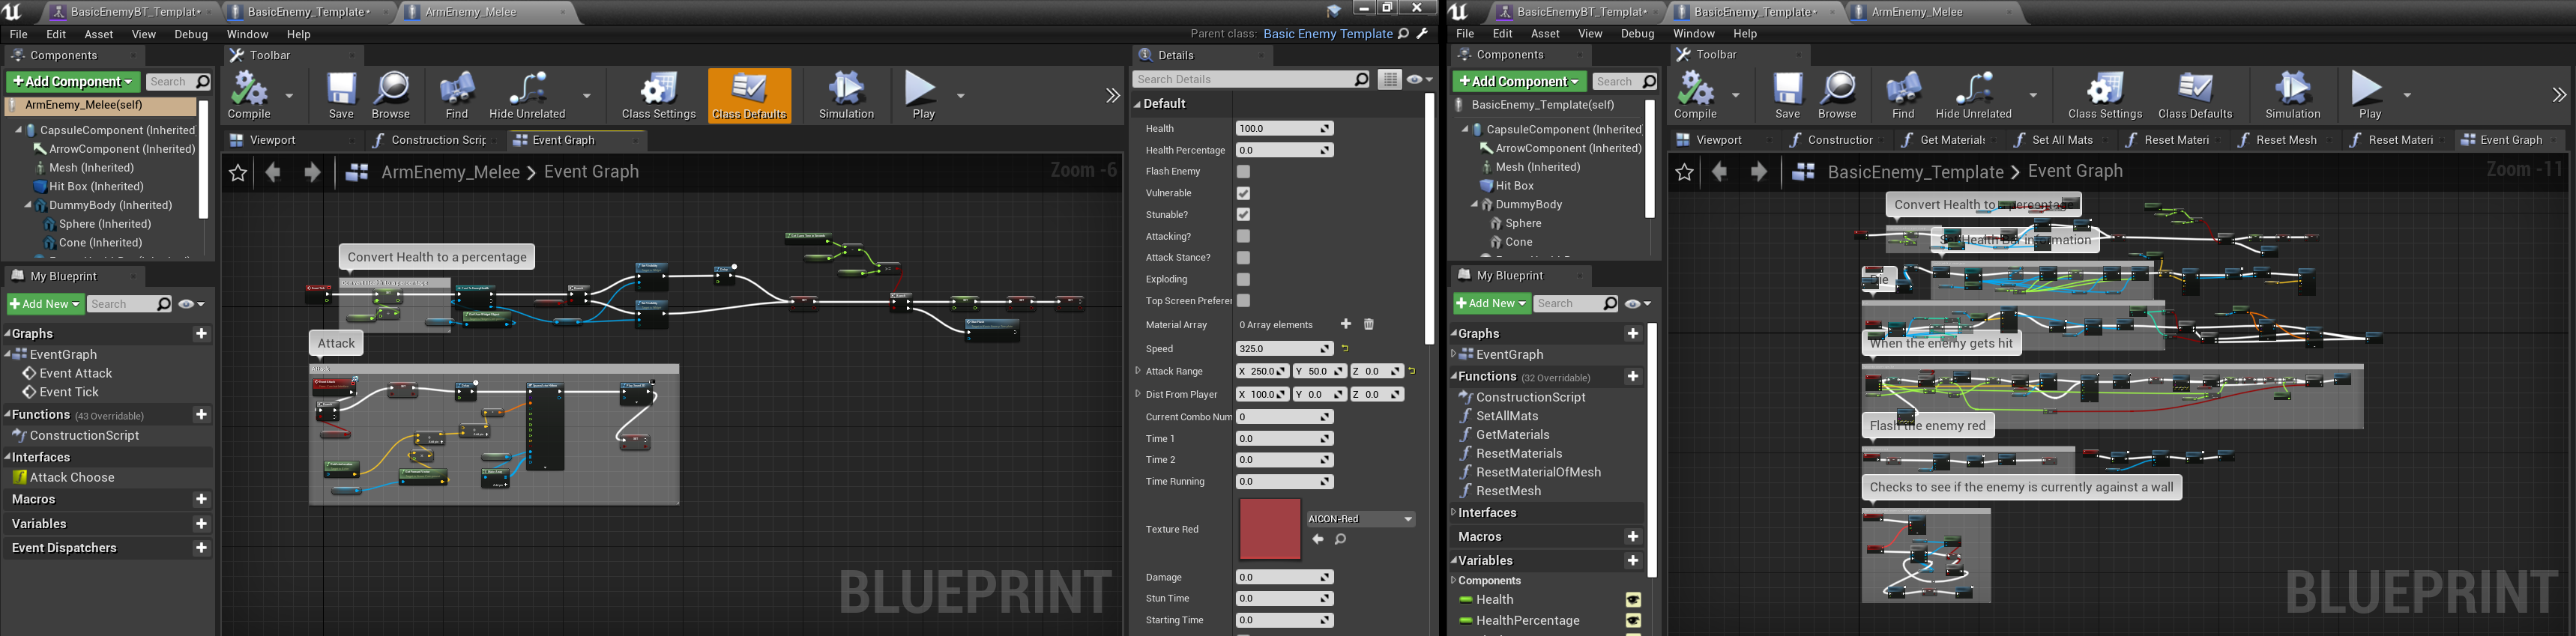 BasicEnemyBT_Templat*
BasicEnemy_Template*
ArmEnemy_Melee
File Edit Asset View Debug Window Help
Parent class: Basic Enemy Template
Components
+Add Component
Search
ArmEnemy_Melee(self)
CapsuleComponent (Inherited
ArrowComponent (Inherited)
Mesh (Inherited)
Hit Box (Inherited)
DummyBody (Inherited)
Sphere (Inherited)
Cone (Inherited)
My Blueprint
+Add New
Search
Graphs
EventGraph
Event Attack
Event Tick
Functions (43 Overridable)
ConstructionScript
Interfaces
Attack Choose
Macros
Variables
Event Dispatchers
Toolbar
Compile
Save
Browse
Find
Hide Unrelated
Class Settings
Class Defaults
Simulation
Play
Viewport
Construction Scrip
Event Graph
ArmEnemy_Melee > Event Graph
Zoom -6
Convert Health to a percentage
Attack
Attack
BLUEPRINT
Details
Search Details
Default
Health 100.0
Health Percentage 0.0
Flash Enemy
Vulnerable
Stunable?
Attacking?
Attack Stance?
Exploding
Top Screen Preferen
Material Array 0 Array elements
Speed 325.0
Attack Range X 250.0 Y 50.0 Z 0.0
Dist From Player X 100.0 Y 0.0 Z 0.0
Current Combo Num 0
Time 1 0.0
Time 2 0.0
Time Running 0.0
Texture Red
AICON-Red
Damage 0.0
Stun Time 0.0
Starting Time 0.0
BasicEnemyBT_Templat*
BasicEnemy_Template*
ArmEnemy_Melee
File Edit Asset View Debug Window Help
Components
+Add Component
Search
BasicEnemy_Template(self)
CapsuleComponent (Inherited
ArrowComponent (Inherited)
Mesh (Inherited)
Hit Box
DummyBody
Sphere
Cone
My Blueprint
+Add New
Search
Graphs
EventGraph
Functions (32 Overridable)
ConstructionScript
SetAllMats
GetMaterials
ResetMaterials
ResetMaterialOfMesh
ResetMesh
Interfaces
Macros
Variables
Components
Health
HealthPercentage
Toolbar
Compile
Save
Browse
Find
Hide Unrelated
Class Settings
Class Defaults
Simulation
Play
Viewport
Constructior
Get Materials
Set All Mats
Reset Materi
Reset Mesh
Reset Materi
Event Graph
BasicEnemy_Template > Event Graph
Zoom -11
Convert Health to a percentage
Health Bar Information
When the enemy gets hit
Flash the enemy red
Checks to see if the enemy is currently against a wall
BLUEPRINT